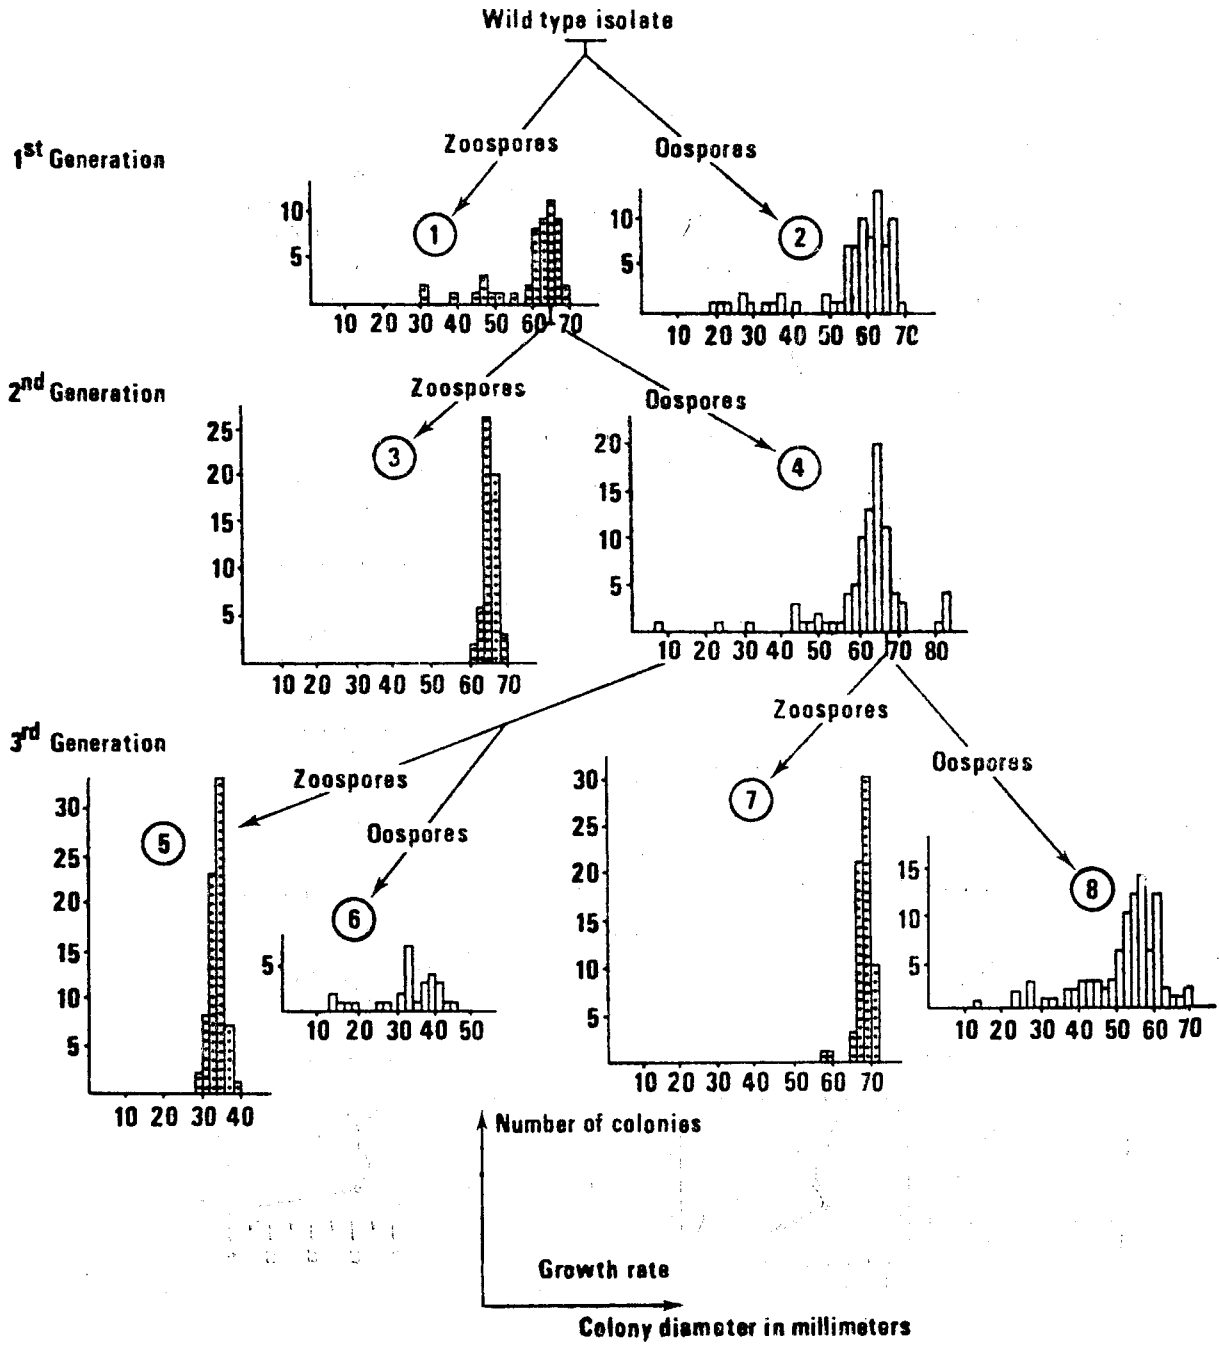 Wild type isolate
Zoospores
Oospores
1st Generation
10
5
1
10 20 30 40 50 60 70
10
5
2
10 20 30 40 50 60 70
2nd Generation
Zoospores
Oospores
25
20
15
10
5
3
10 20 30 40 50 60 70
20
15
10
5
4
10 20 30 40 50 60 70 80
3rd Generation
Zoospores
Oospores
Zoospores
Oospores
30
25
20
15
10
5
5
10 20 30 40
5
6
10 20 30 40 50
30
25
20
15
10
5
7
10 20 30 40 50 60 70
15
10
5
8
10 20 30 40 50 60 70
Number of colonies
Growth rate
Colony diameter in millimeters